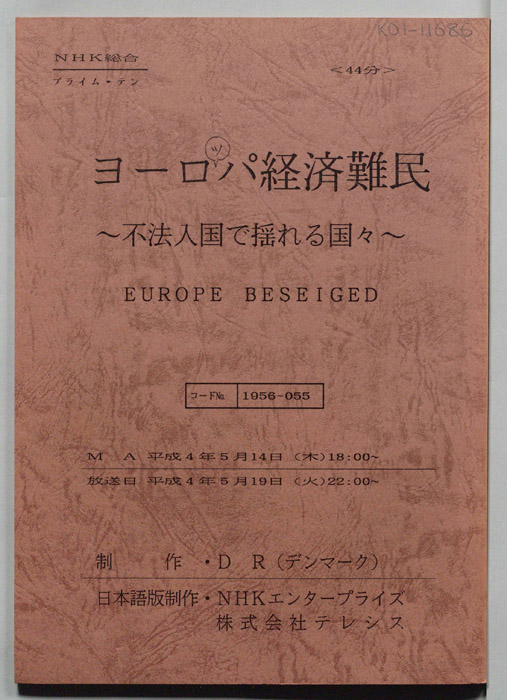 K01-11686
NHK総合
プライム・テン
<44分>
ッ
ヨーロパ経済難民
～不法入国で揺れる国々～
EUROPE BESEIGED
コードNo. 1956-055
M A 平成4年5月14日(木)18:00~
放送日 平成4年5月19日(火)22:00~
制 作・D R(デンマーク)
日本語版制作・NHKエンタープライズ
株式会社テレシス